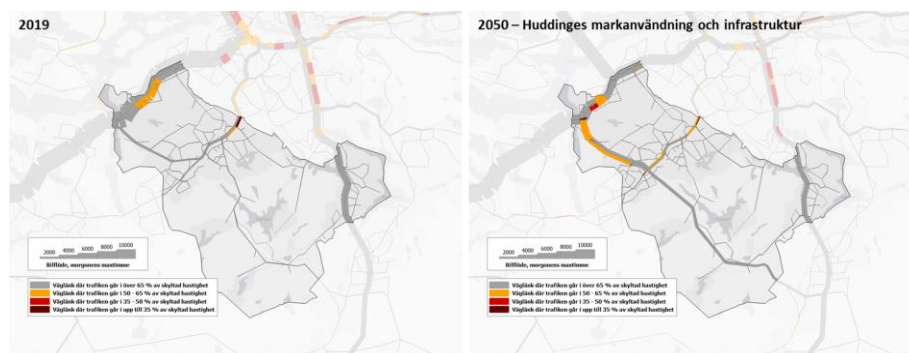 2019
2000 4000 6000 8000 10000
Bilflöde, morgonens maxtimme
Väglänk där trafiken går i över 65 % av skyltad hastighet
Väglänk där trafiken går i 50 - 65 % av skyltad hastighet
Väglänk där trafiken går i 35 - 50 % av skyltad hastighet
Väglänk där trafiken går i upp till 35 % av skyltad hastighet
2050 – Huddinges markanvändning och infrastruktur
2000 4000 6000 8000 10000
Bilflöde, morgonens maxtimme
Väglänk där trafiken går i över 65 % av skyltad hastighet
Väglänk där trafiken går i 50 - 65 % av skyltad hastighet
Väglänk där trafiken går i 35 - 50 % av skyltad hastighet
Väglänk där trafiken går i upp till 35 % av skyltad hastighet